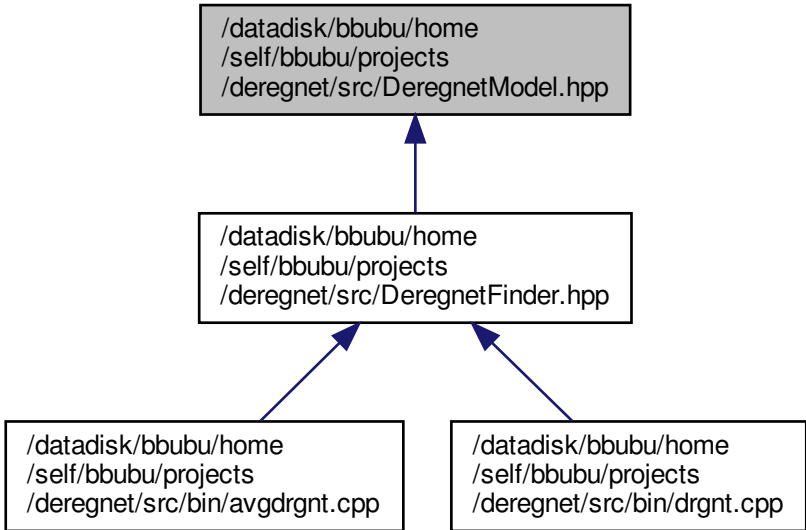 /datadisk/bbubu/home
/self/bbubu/projects
/deregnet/src/DeregnetModel.hpp
/datadisk/bbubu/home
/self/bbubu/projects
/deregnet/src/DeregnetFinder.hpp
/datadisk/bbubu/home
/self/bbubu/projects
/deregnet/src/bin/avgdrgnt.cpp
/datadisk/bbubu/home
/self/bbubu/projects
/deregnet/src/bin/drgnt.cpp